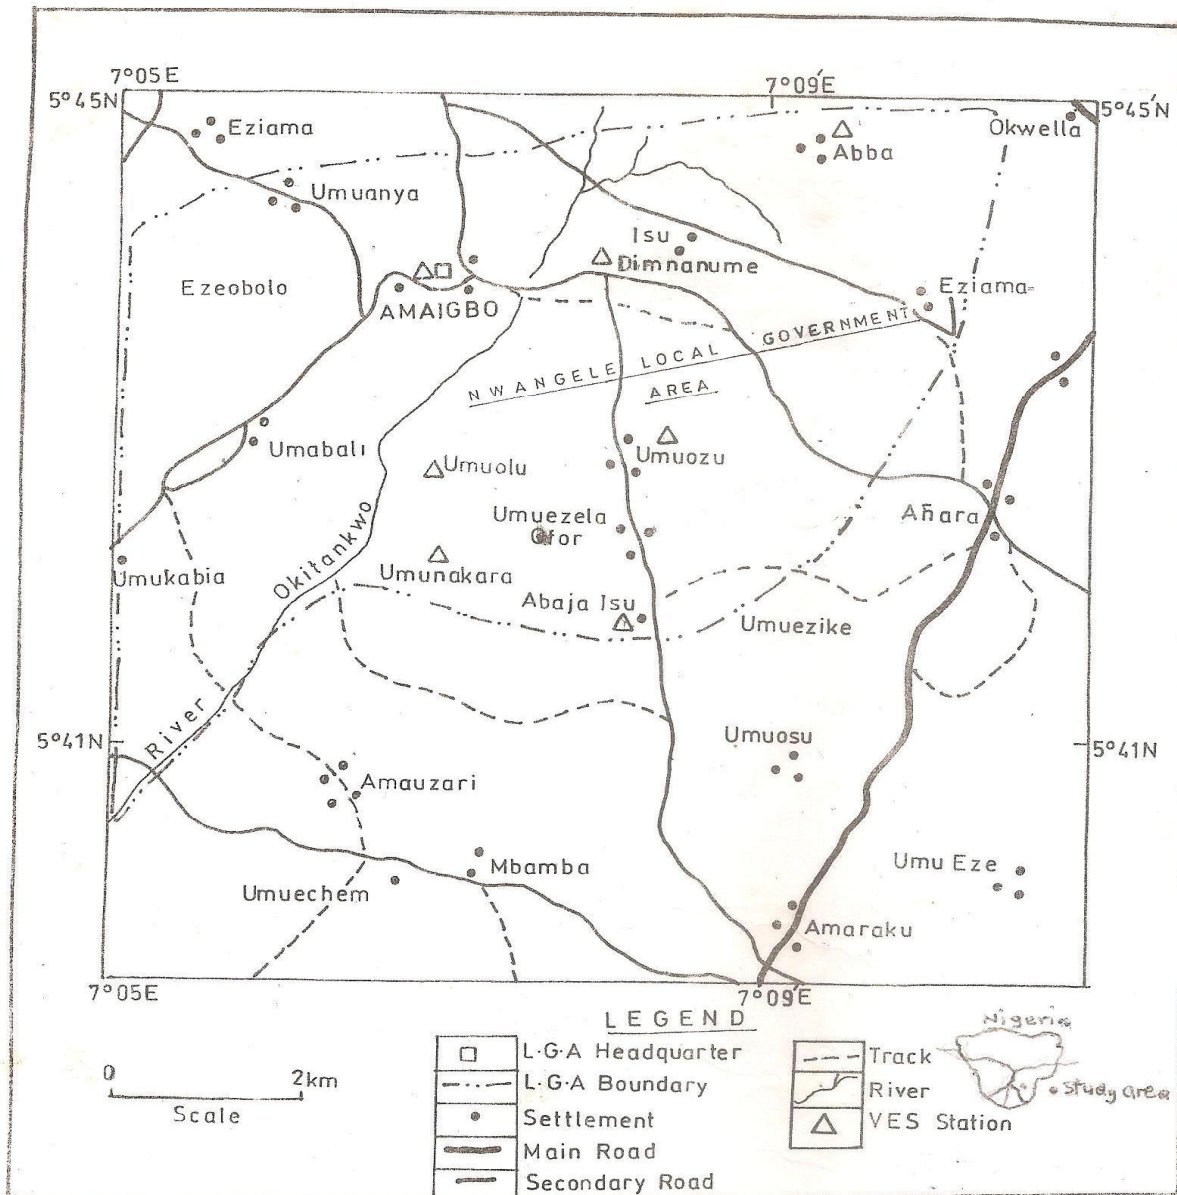 7°05E
7°09'E
5°45N
5°45'N
Eziama
Okwella
Abba
Umuanya
Isu
Dimnanume
Ezeobolo
Eziama
AMAIGBO
NWANGELE LOCAL GOVERNMENT
AREA
Umabali
Umuolu
Umuozu
Umuezela
Ofor
Ahara
Umukabia
Umunakara
River Okitankwo
Abaja Isu
Umuezike
5°41N
Umuosu
5°41N
Amauzari
Umu Eze
Mbamba
Umuechem
Amaraku
7°05E
7°09'E
LEGEND
L·G·A Headquarter
L·G·A Boundary
Settlement
Main Road
Secondary Road
Track
River
VES Station
Nigeria
Study area
0 2km
Scale